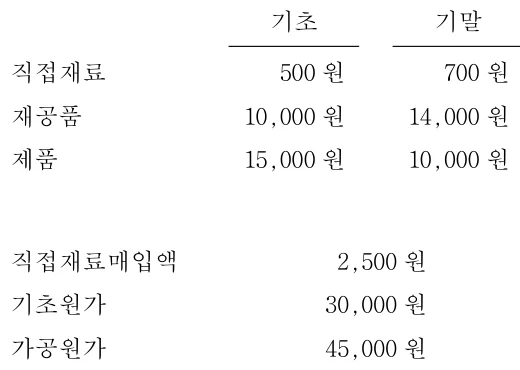 기초 기말
직접재료 500 원 700 원
재공품 10,000 원 14,000 원
제품 15,000 원 10,000 원
직접재료매입액 2,500 원
기초원가 30,000 원
가공원가 45,000 원